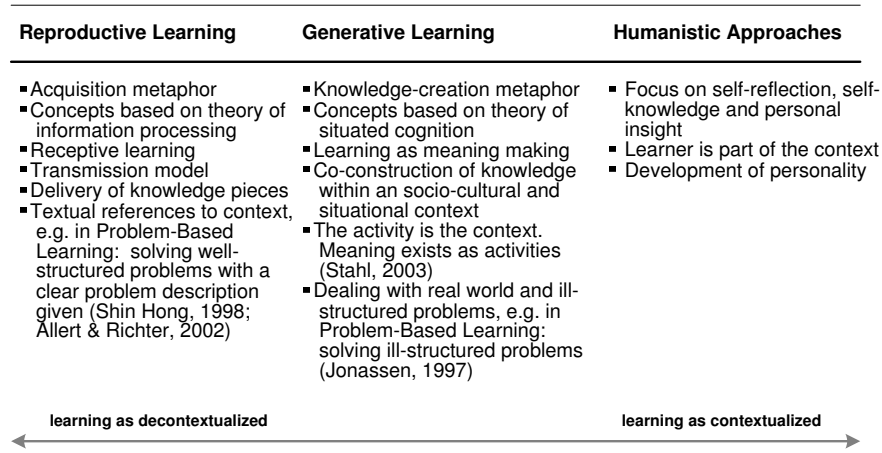 Reproductive Learning
Generative Learning
Humanistic Approaches
▪Acquisition metaphor
▪Concepts based on theory of
information processing
▪Receptive learning
▪Transmission model
▪Delivery of knowledge pieces
▪Textual references to context,
e.g. in Problem-Based
Learning: solving well-
structured problems with a
clear problem description
given (Shin Hong, 1998;
Allert & Richter, 2002)
▪Knowledge-creation metaphor
▪Concepts based on theory of
situated cognition
▪Learning as meaning making
▪Co-construction of knowledge
within an socio-cultural and
situational context
▪The activity is the context.
Meaning exists as activities
(Stahl, 2003)
▪Dealing with real world and ill-
structured problems, e.g. in
Problem-Based Learning:
solving ill-structured problems
(Jonassen, 1997)
▪ Focus on self-reflection, self-
knowledge and personal
insight
▪ Learner is part of the context
▪ Development of personality
learning as decontextualized
learning as contextualized